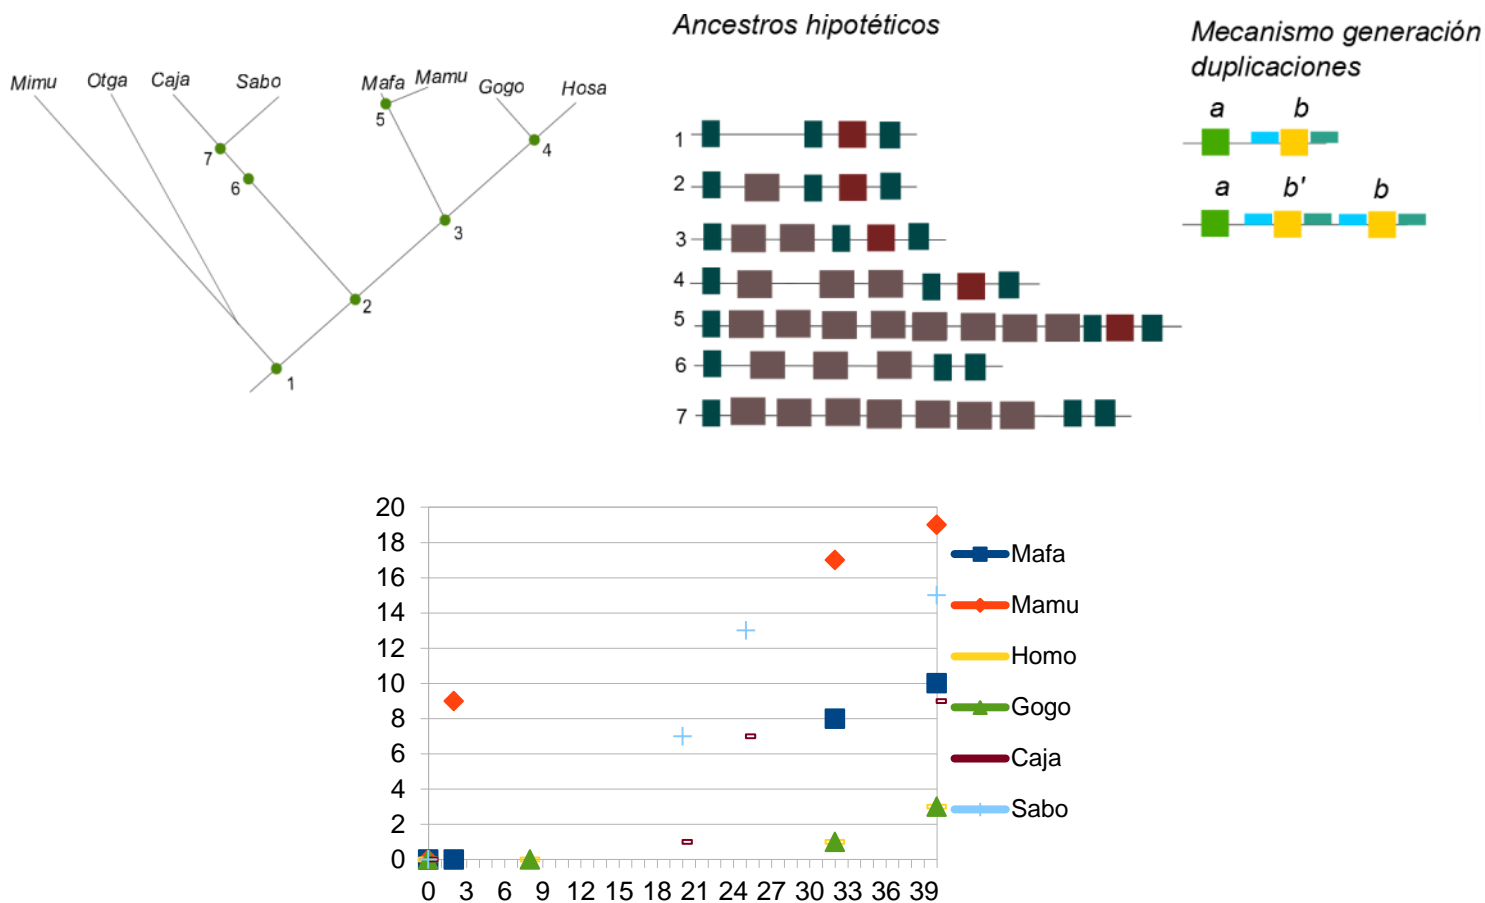 Ancestros hipotéticos
Mecanismo generación
duplicaciones
Mimu
Otga
Caja
Sabo
Mafa
Mamu
Gogo
Hosa
5
7
6
4
3
2
1
1
2
3
4
5
6
7
a
b
a
b'
b
20
18
16
14
12
10
8
6
4
2
0
0 3 6 9 12 15 18 21 24 27 30 33 36 39
Mafa
Mamu
Homo
Gogo
Caja
Sabo